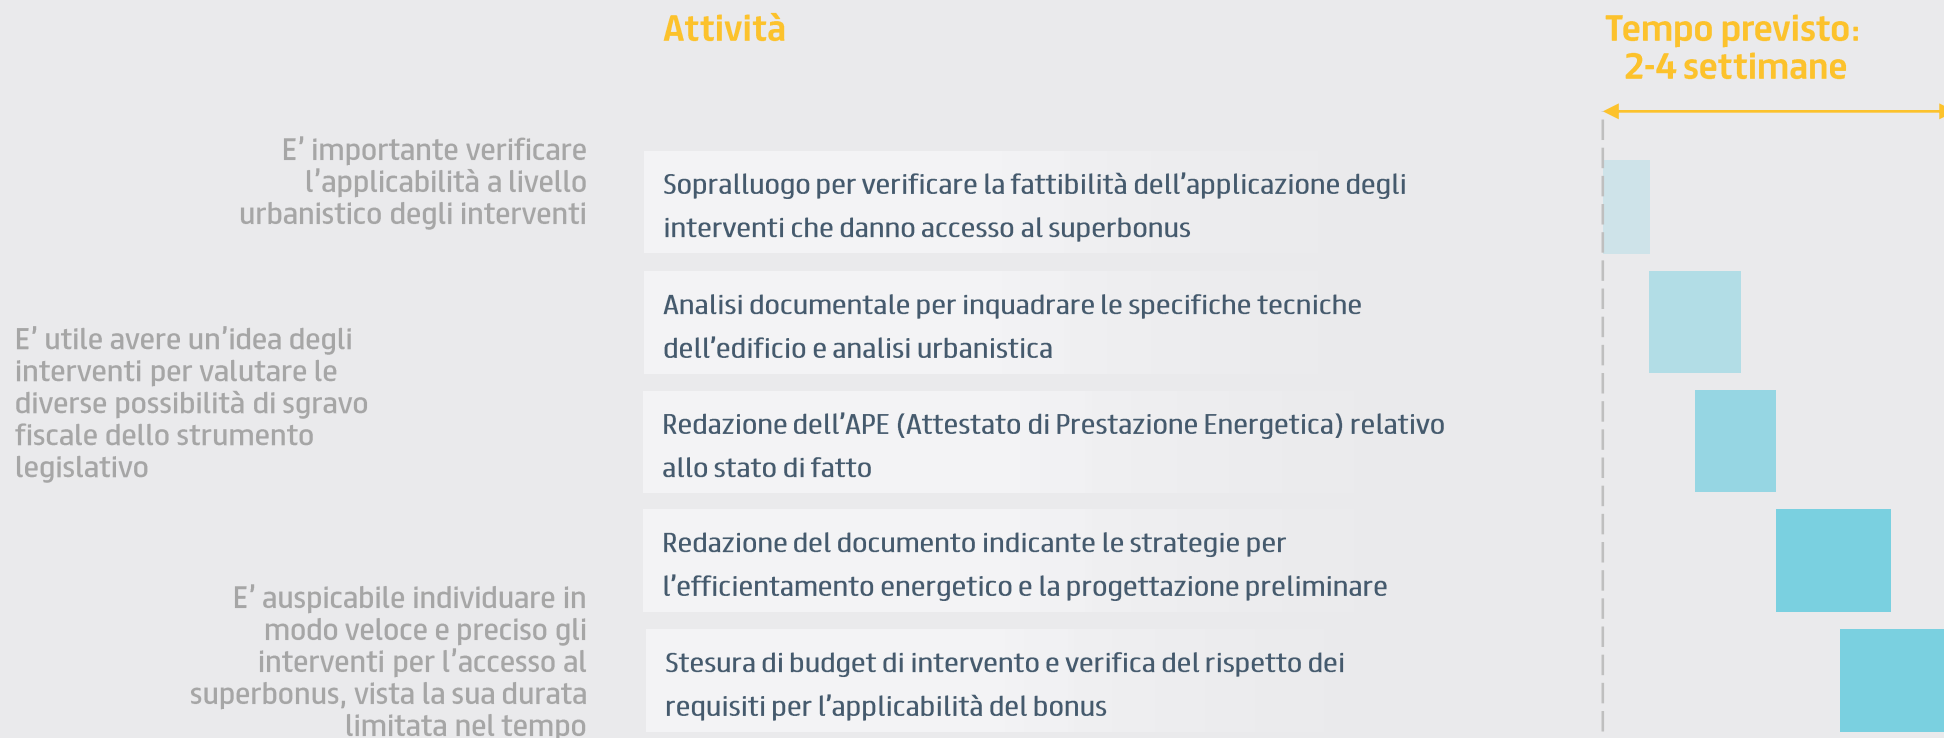 Attività
Tempo previsto:
2-4 settimane
E' importante verificare
l'applicabilità a livello
urbanistico degli interventi
Sopralluogo per verificare la fattibilità dell'applicazione degli
interventi che danno accesso al superbonus
Analisi documentale per inquadrare le specifiche tecniche
dell'edificio e analisi urbanistica
E' utile avere un'idea degli
interventi per valutare le
diverse possibilità di sgravo
fiscale dello strumento
legislativo
Redazione dell'APE (Attestato di Prestazione Energetica) relativo
allo stato di fatto
Redazione del documento indicante le strategie per
l'efficientamento energetico e la progettazione preliminare
E' auspicabile individuare in
modo veloce e preciso gli
interventi per l'accesso al
superbonus, vista la sua durata
limitata nel tempo
Stesura di budget di intervento e verifica del rispetto dei
requisiti per l'applicabilità del bonus